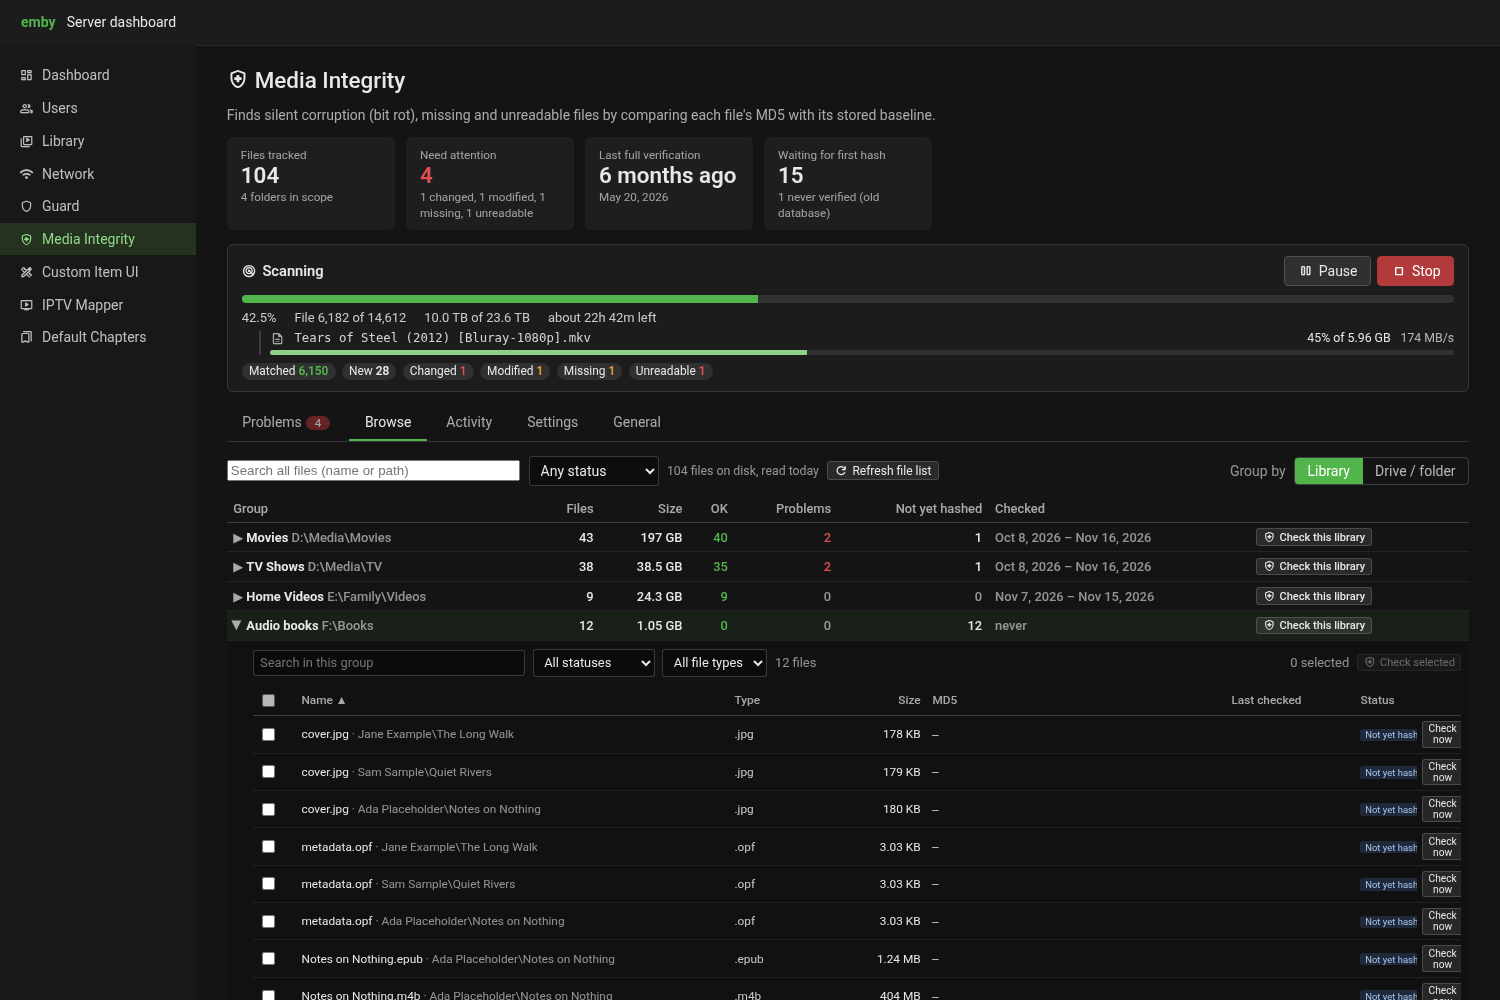 emby Server dashboard
Dashboard
Users
Library
Network
Guard
Media Integrity
Custom Item UI
IPTV Mapper
Default Chapters
Media Integrity
Finds silent corruption (bit rot), missing and unreadable files by comparing each file's MD5 with its stored baseline.
Files tracked
104
4 folders in scope
Need attention
4
1 changed, 1 modified, 1
missing, 1 unreadable
Last full verification
6 months ago
May 20, 2026
Waiting for first hash
15
1 never verified (old
database)
Scanning
Pause Stop
42.5% File 6,182 of 14,612 10.0 TB of 23.6 TB about 22h 42m left
Tears of Steel (2012) [Bluray-1080p].mkv 45% of 5.96 GB 174 MB/s
Matched 6,150 New 28 Changed 1 Modified 1 Missing 1 Unreadable 1
Problems 4 Browse Activity Settings General
Search all files (name or path) Any status 104 files on disk, read today Refresh file list Group by Library Drive / folder
Group Files Size OK Problems Not yet hashed Checked
▶ Movies D:\Media\Movies 43 197 GB 40 2 1 Oct 8, 2026 – Nov 16, 2026 Check this library
▶ TV Shows D:\Media\TV 38 38.5 GB 35 2 1 Oct 8, 2026 – Nov 16, 2026 Check this library
▶ Home Videos E:\Family\Videos 9 24.3 GB 9 0 0 Nov 7, 2026 – Nov 15, 2026 Check this library
▼ Audio books F:\Books 12 1.05 GB 0 0 12 never Check this library
Search in this group All statuses All file types 12 files 0 selected Check selected
Name ▲ Type Size MD5 Last checked Status
cover.jpg · Jane Example\The Long Walk .jpg 178 KB – Not yet hash Check now
cover.jpg · Sam Sample\Quiet Rivers .jpg 179 KB – Not yet hash Check now
cover.jpg · Ada Placeholder\Notes on Nothing .jpg 180 KB – Not yet hash Check now
metadata.opf · Jane Example\The Long Walk .opf 3.03 KB – Not yet hash Check now
metadata.opf · Sam Sample\Quiet Rivers .opf 3.03 KB – Not yet hash Check now
metadata.opf · Ada Placeholder\Notes on Nothing .opf 3.03 KB – Not yet hash Check now
Notes on Nothing.epub · Ada Placeholder\Notes on Nothing .epub 1.24 MB – Not yet hash Check now
Notes on Nothing.m4b · Ada Placeholder\Notes on Nothing .m4b 404 MB – Not yet hash Check now